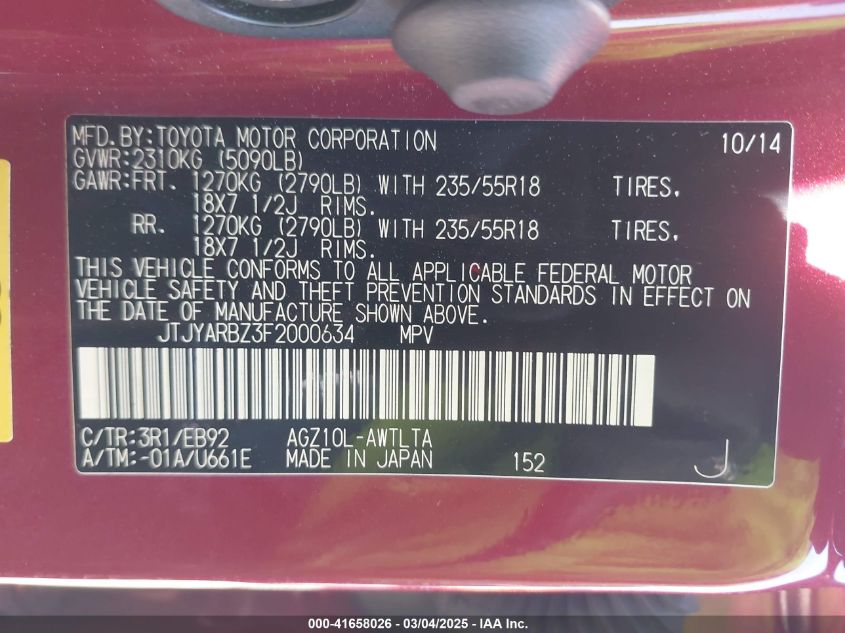 MFD.BY:TOYOTA MOTOR CORPORATION 10/14
GVWR:2310KG (5090LB)
GAWR:FRT. 1270KG (2790LB) WITH 235/55R18 TIRES,
18X7 1/2J RIMS.
RR. 1270KG (2790LB) WITH 235/55R18 TIRES,
18X7 1/2J RIMS.
THIS VEHICLE CONFORMS TO ALL APPLICABLE FEDERAL MOTOR
VEHICLE SAFETY AND THEFT PREVENTION STANDARDS IN EFFECT ON
THE DATE OF MANUFACTURE SHOWN ABOVE.
JTJYARBZ3F2000634 MPV
C/TR:3R1/EB92 AGZ10L-AWTLTA
A/TM:-01A/U661E MADE IN JAPAN 152 J
000-41658026 - 03/04/2025 - IAA Inc.